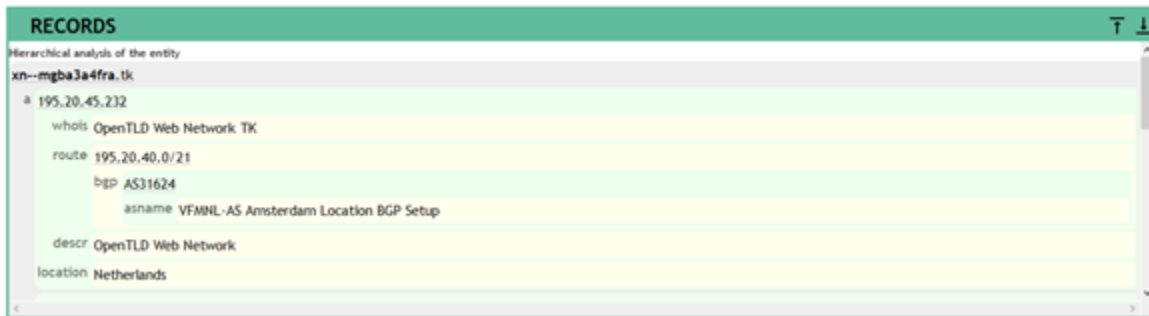 RECORDS
Hierarchical analysis of the entity
xn--mgba3a4fra.tk
a 195.20.45.232
whois OpenTLD Web Network TK
route 195.20.40.0/21
bgp AS31624
asname VFMNL-AS Amsterdam Location BGP Setup
descr OpenTLD Web Network
location Netherlands